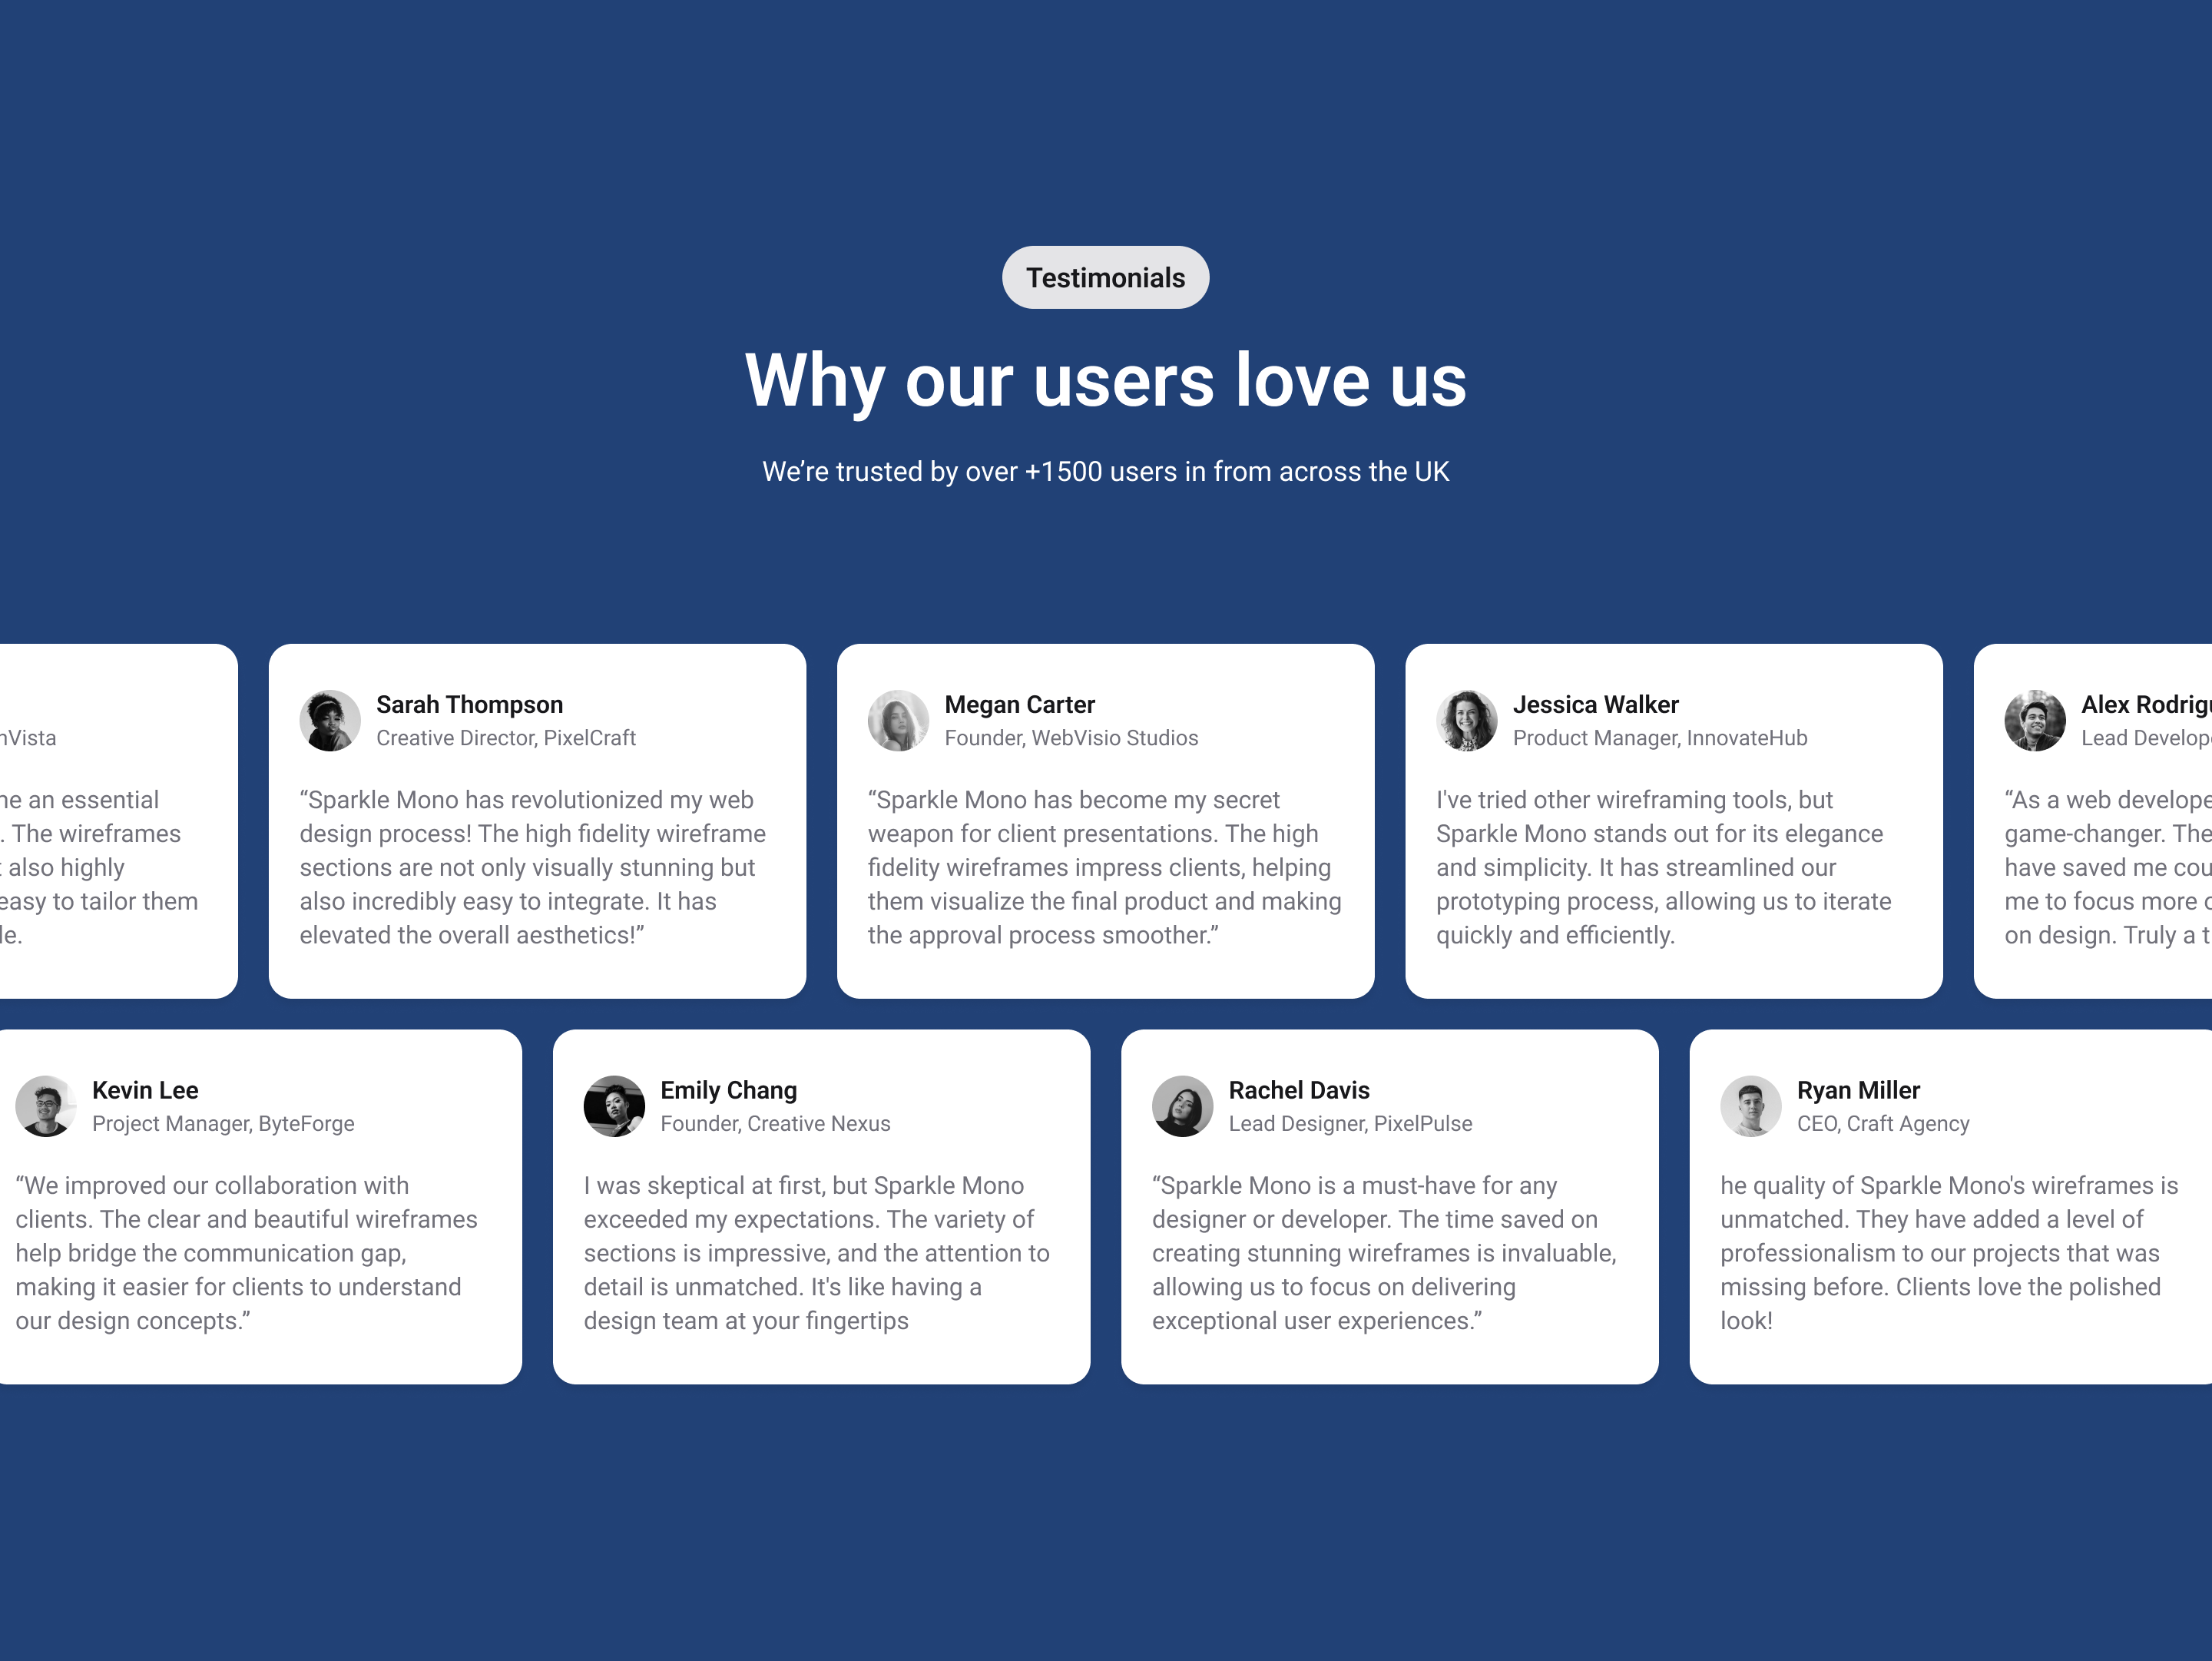 Testimonials
Why our users love us
We’re trusted by over +1500 users in from across the UK
an essential
. The wireframes
also highly
easy to tailor them
Sarah Thompson
Creative Director, PixelCraft
“Sparkle Mono has revolutionized my web
design process! The high fidelity wireframe
sections are not only visually stunning but
also incredibly easy to integrate. It has
elevated the overall aesthetics!”
Megan Carter
Founder, WebVisio Studios
“Sparkle Mono has become my secret
weapon for client presentations. The high
fidelity wireframes impress clients, helping
them visualize the final product and making
the approval process smoother.”
Jessica Walker
Product Manager, InnovateHub
I've tried other wireframing tools, but
Sparkle Mono stands out for its elegance
and simplicity. It has streamlined our
prototyping process, allowing us to iterate
quickly and efficiently.
Alex
Lead
“As a web
game-changer. The
have saved me
me to focus more
on design. Truly a
Kevin Lee
Project Manager, ByteForge
“We improved our collaboration with
clients. The clear and beautiful wireframes
help bridge the communication gap,
making it easier for clients to understand
our design concepts.”
Emily Chang
Founder, Creative Nexus
I was skeptical at first, but Sparkle Mono
exceeded my expectations. The variety of
sections is impressive, and the attention to
detail is unmatched. It's like having a
design team at your fingertips
Rachel Davis
Lead Designer, PixelPulse
“Sparkle Mono is a must-have for any
designer or developer. The time saved on
creating stunning wireframes is invaluable,
allowing us to focus on delivering
exceptional user experiences.”
Ryan Miller
CEO, Craft Agency
he quality of Sparkle Mono's wireframes is
unmatched. They have added a level of
professionalism to our projects that was
missing before. Clients love the polished
look!